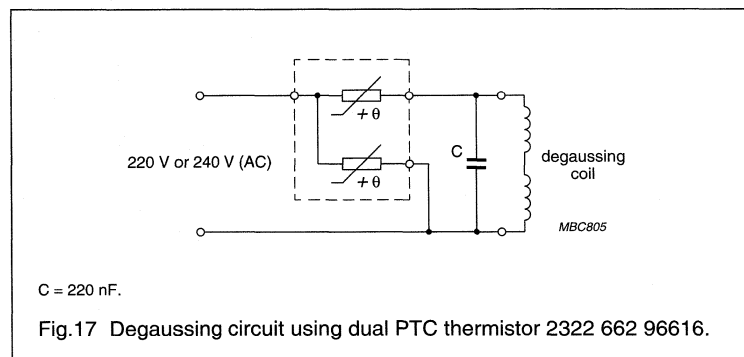 + θ
220 V or 240 V (AC)
+ θ
C
degaussing
coil
MBC805
C = 220 nF.
Fig.17 Degaussing circuit using dual PTC thermistor 2322 662 96616.